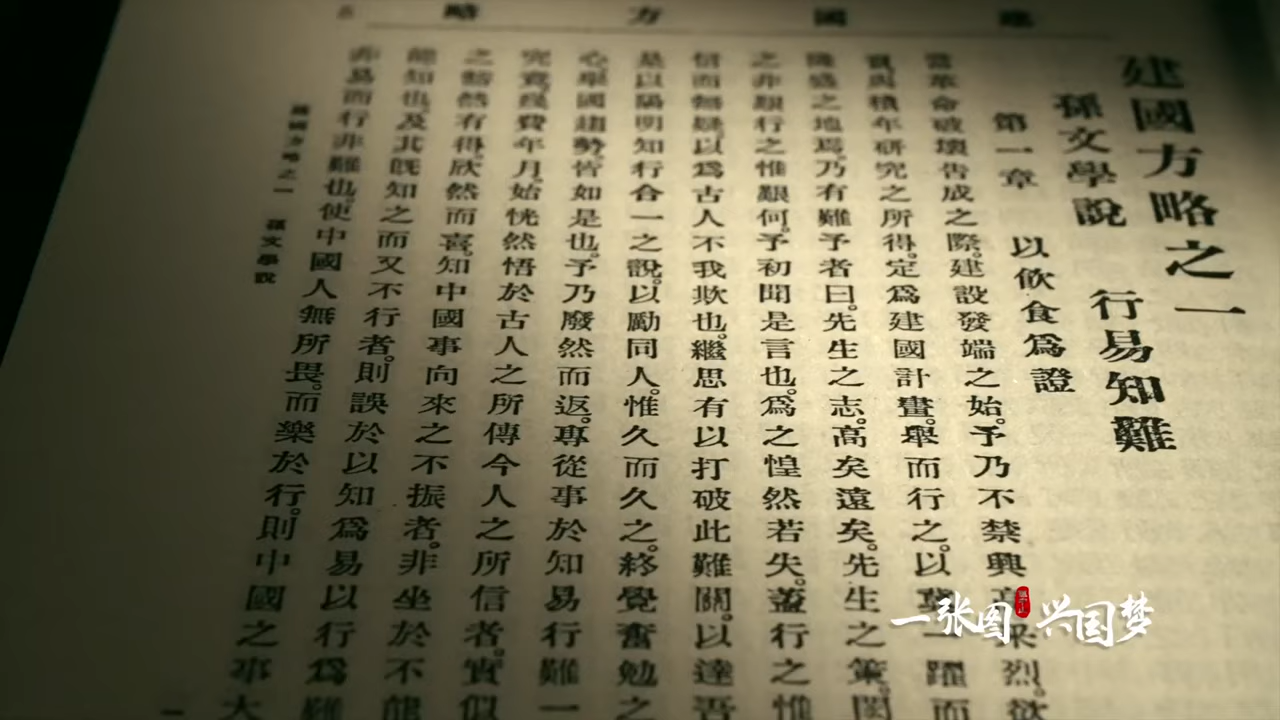 建國方略
建國方略之一
孫文學說　行易知難
第一章　以飲食爲證
當革命破壞告成之際。建設發端之始。予乃不禁興高采烈。欲
積年研究之所得。定爲建國計畫。舉而行之。以冀一躍而
隆盛之地焉。乃有難予者曰。先生之志。高矣遠矣。先生之策。閎
之非艱行之惟艱何。予初聞是言也。爲之惶然若失。蓋行之惟
信而無疑。以爲古人不我欺也。繼思有以打破此難關。以達吾
是以陽明知行合一之說。以勵同人。惟久而久之。終覺奮勉之
心。舉國趨勢。皆如是也。予乃廢然而返。專從事於知易行難一
究竟。經費年月。始恍然悟於古人之所傳今人之所信者。實似
之豁然有得。欣然而喜。知中國事向來之不振者。非坐於不
能知也。及其旣知之而又不行者。則誤於以知爲易以行爲難
非易而行非難也。使中國人無所畏。而樂於行。則中國之事大
建國方略之一　孫文學說
一张图 兴国梦